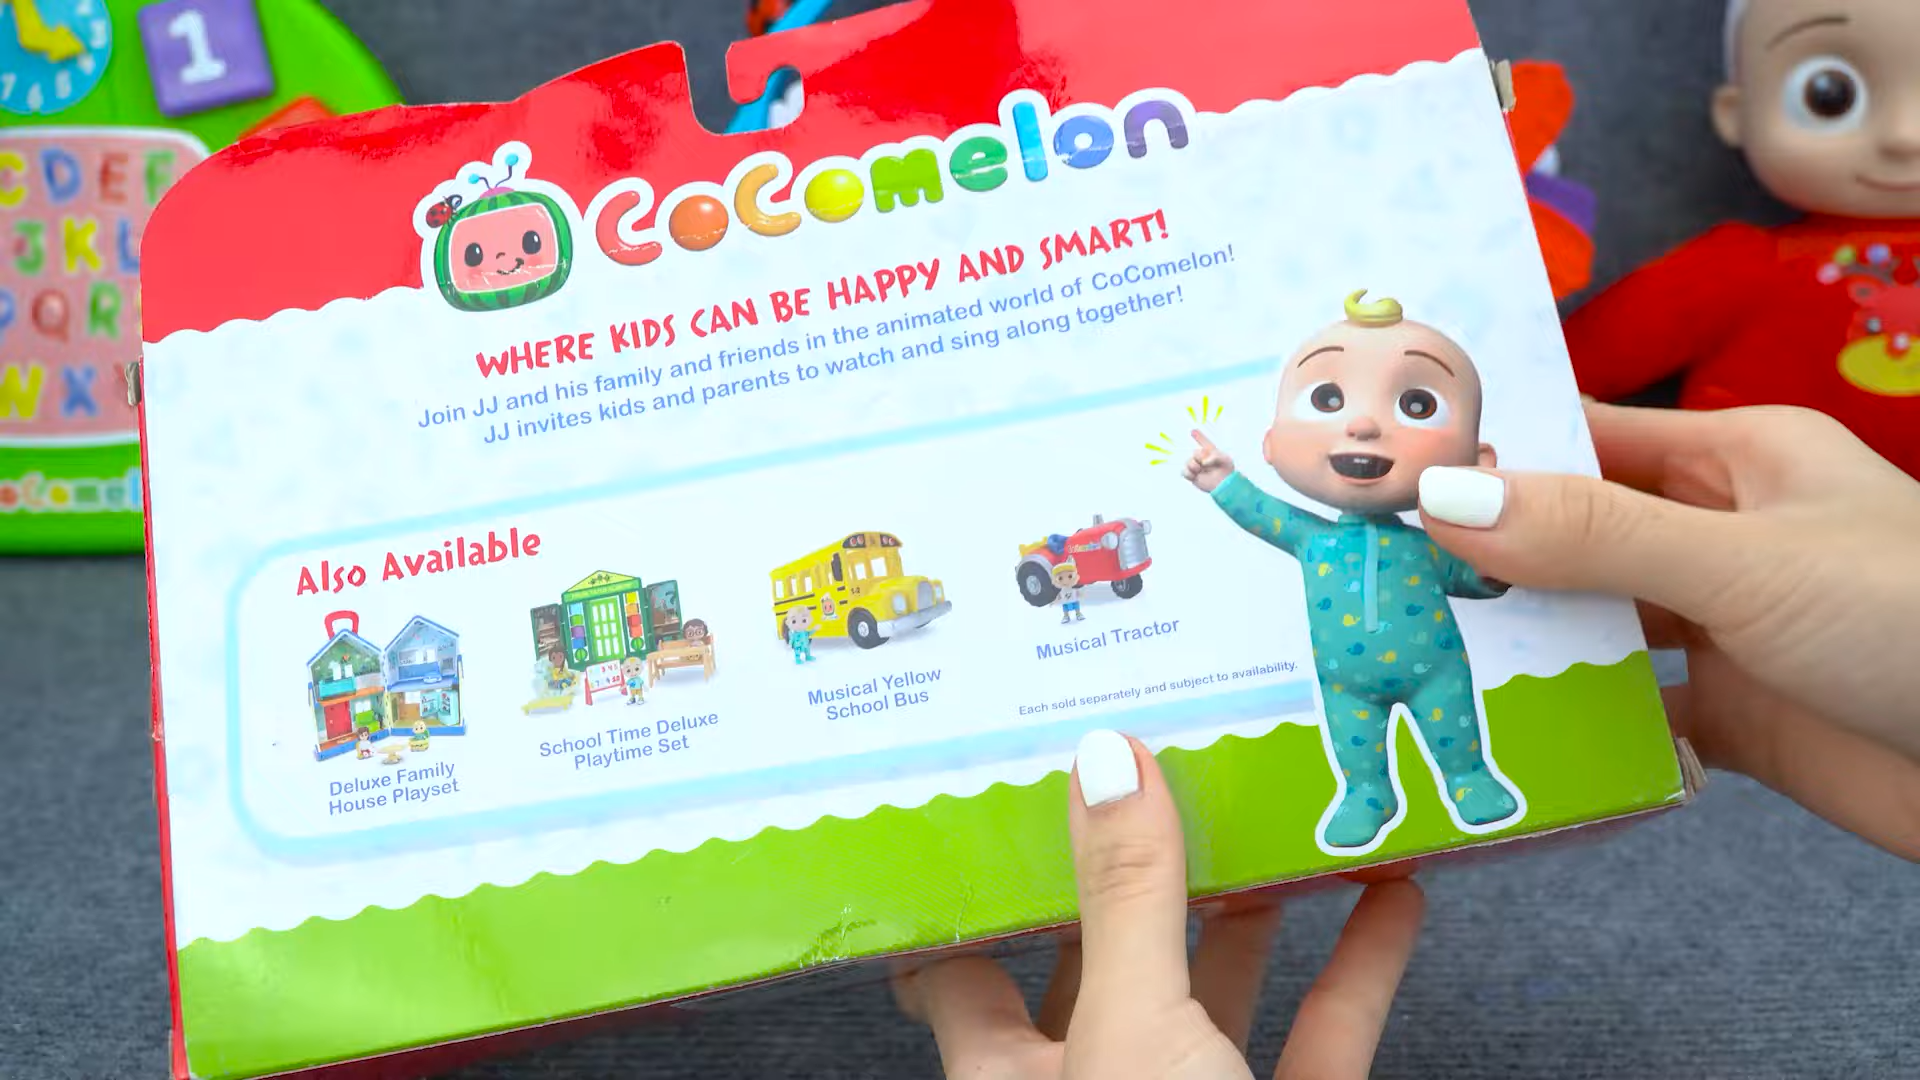 CoComelon
WHERE KIDS CAN BE HAPPY AND SMART!
Join JJ and his family and friends in the animated world of CoComelon!
JJ invites kids and parents to watch and sing along together!
Also Available
Deluxe Family
House Playset
School Time Deluxe
Playtime Set
Musical Yellow
School Bus
Musical Tractor
Each sold separately and subject to availability.
1
7 6 5
C D E F
J K L
P Q R
W X